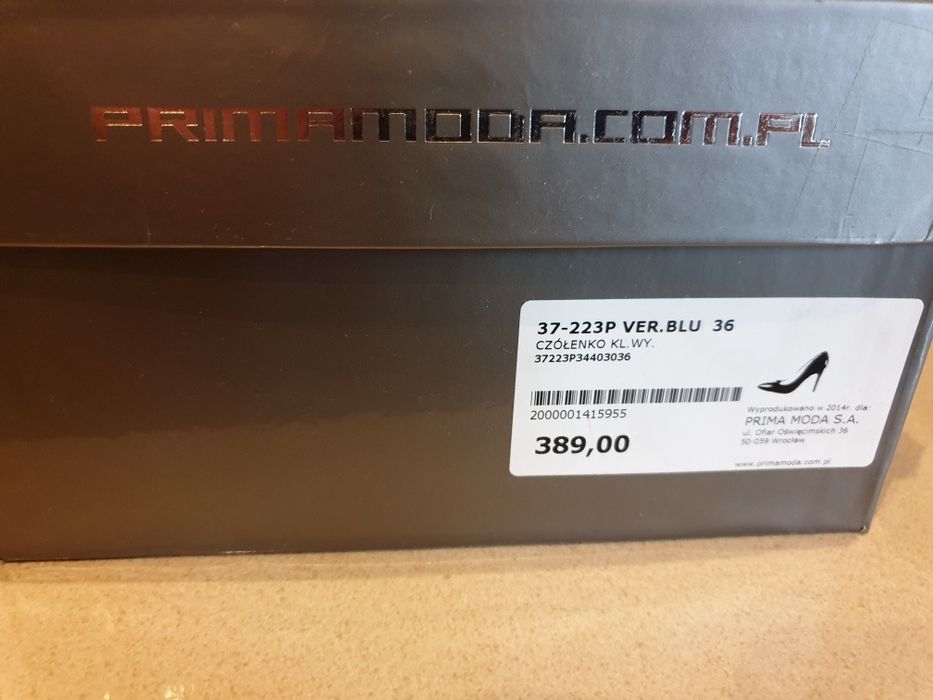 PRIMAMODA.COM.PL
37-223P VER.BLU 36
CZÓŁENKO KL.WY.
37223P34403036
2000001415955
389,00
Wyprodukowano w 2014r. dla:
PRIMA MODA S.A.
ul. Ofiar Oświęcimskich 36
50-059 Wrocław
www.primamoda.com.pl